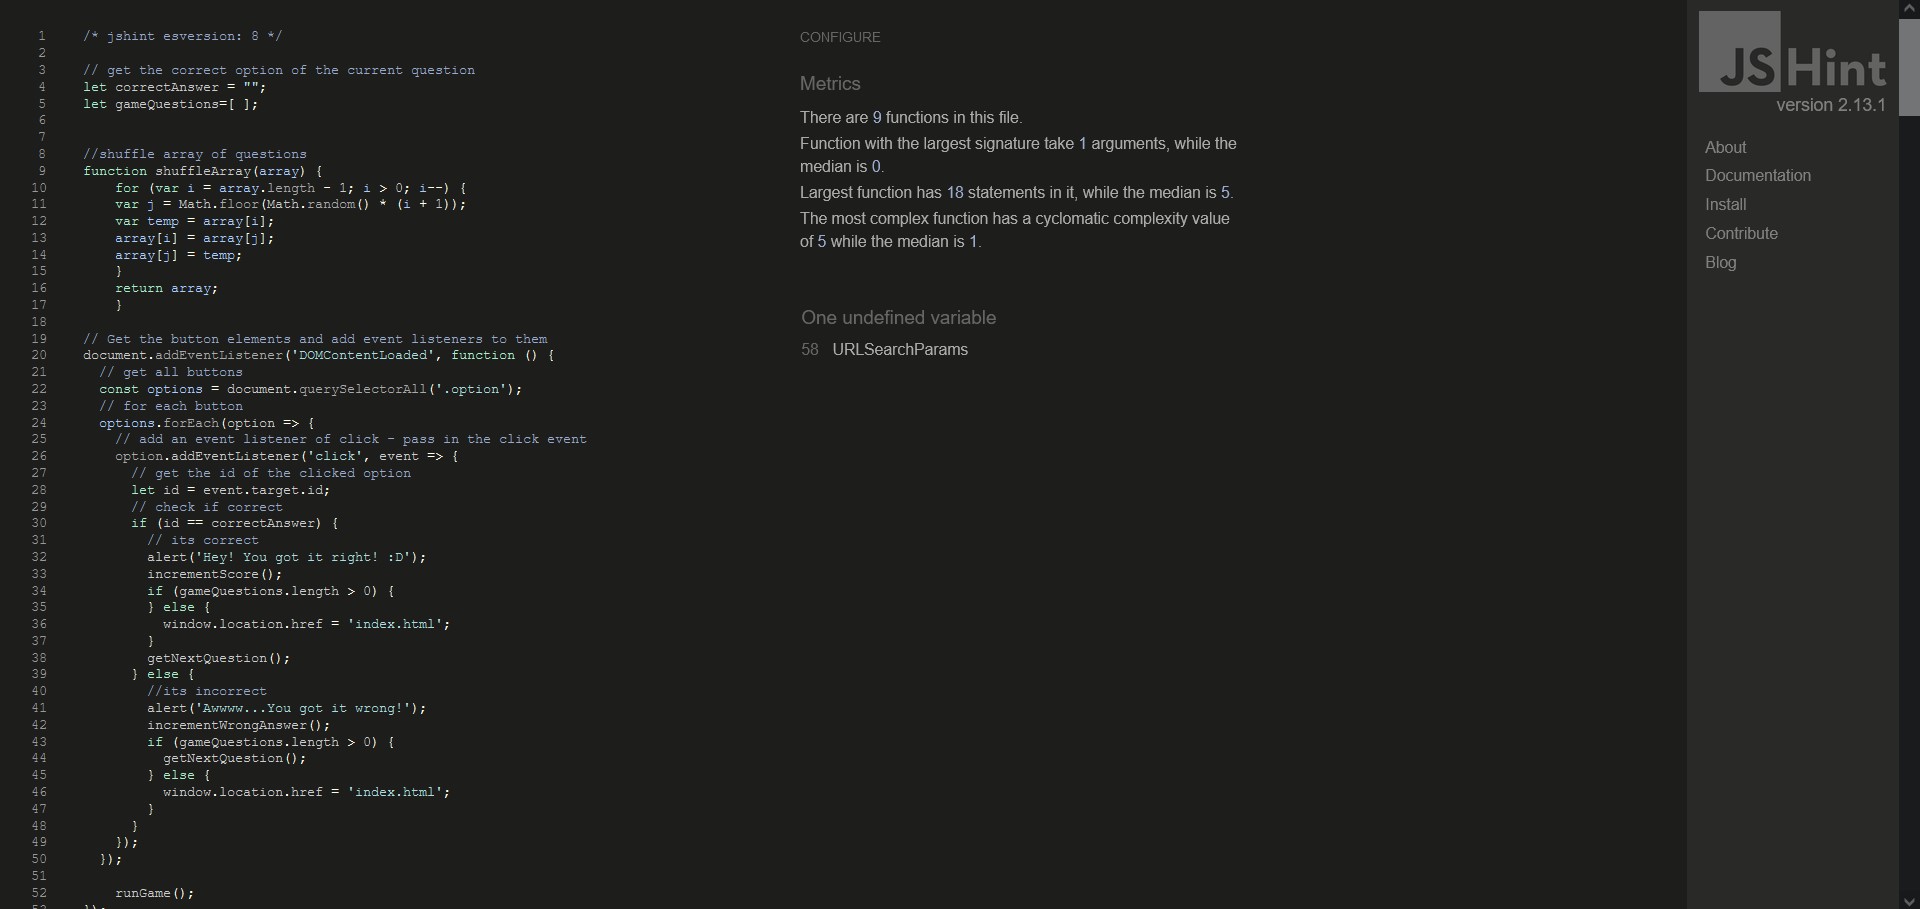 1 /* jshint esversion: 8 */
2
3 // get the correct option of the current question
4 let correctAnswer = "";
5 let gameQuestions=[ ];
6
7
8 //shuffle array of questions
9 function shuffleArray(array) {
10 for (var i = array.length - 1; i > 0; i--) {
11 var j = Math.floor(Math.random() * (i + 1));
12 var temp = array[i];
13 array[i] = array[j];
14 array[j] = temp;
15 }
16 return array;
17 }
18
19 // Get the button elements and add event listeners to them
20 document.addEventListener('DOMContentLoaded', function () {
21 // get all buttons
22 const options = document.querySelectorAll('.option');
23 // for each button
24 options.forEach(option => {
25 // add an event listener of click - pass in the click event
26 option.addEventListener('click', event => {
27 // get the id of the clicked option
28 let id = event.target.id;
29 // check if correct
30 if (id == correctAnswer) {
31 // its correct
32 alert('Hey! You got it right! :D');
33 incrementScore();
34 if (gameQuestions.length > 0) {
35 } else {
36 window.location.href = 'index.html';
37 }
38 getNextQuestion();
39 } else {
40 //its incorrect
41 alert('Awwww...You got it wrong!');
42 incrementWrongAnswer();
43 if (gameQuestions.length > 0) {
44 getNextQuestion();
45 } else {
46 window.location.href = 'index.html';
47 }
48 }
49 });
50 });
51
52 runGame();
CONFIGURE
Metrics
There are 9 functions in this file.
Function with the largest signature take 1 arguments, while the
median is 0.
Largest function has 18 statements in it, while the median is 5.
The most complex function has a cyclomatic complexity value
of 5 while the median is 1.
One undefined variable
58 URLSearchParams
JSHint
version 2.13.1
About
Documentation
Install
Contribute
Blog